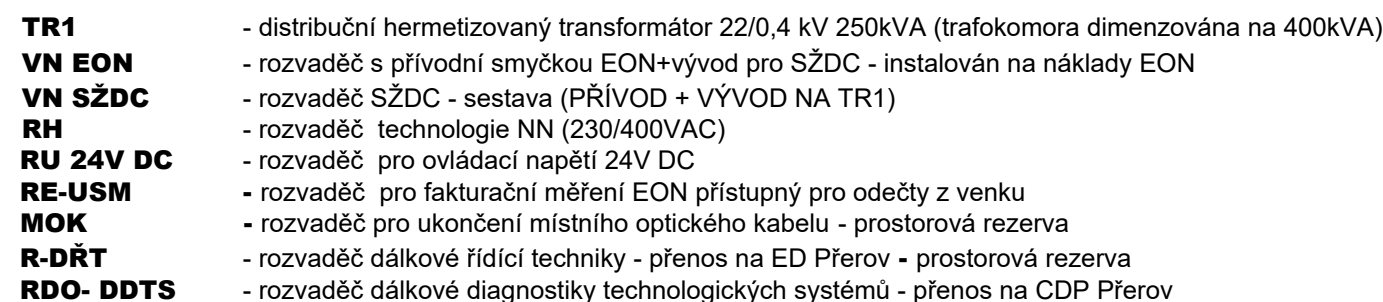 TR1 - distribuční hermetizovaný transformátor 22/0,4 kV 250kVA (trafokomora dimenzována na 400kVA)
VN EON - rozvaděč s přívodní smyčkou EON+vývod pro SŽDC - instalován na náklady EON
VN SŽDC - rozvaděč SŽDC - sestava (PŘÍVOD + VÝVOD NA TR1)
RH - rozvaděč technologie NN (230/400VAC)
RU 24V DC - rozvaděč pro ovládací napětí 24V DC
RE-USM - rozvaděč pro fakturační měření EON přístupný pro odečty z venku
MOK - rozvaděč pro ukončení místního optického kabelu - prostorová rezerva
R-DŘT - rozvaděč dálkové řídící techniky - přenos na ED Přerov - prostorová rezerva
RDO- DDTS - rozvaděč dálkové diagnostiky technologických systémů - přenos na CDP Přerov